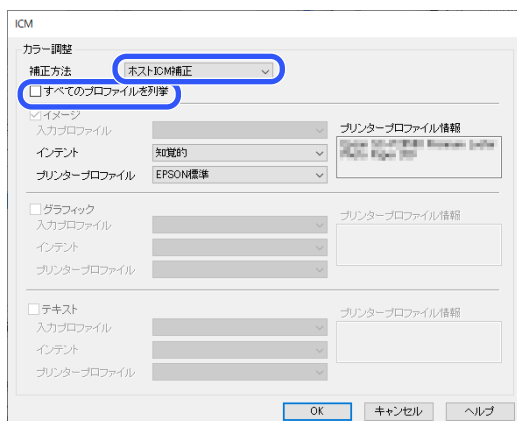 ICM
カラー調整
補正方法 ホストICM補正
すべてのプロファイルを列挙
イメージ
入力プロファイル プリンタープロファイル情報
インテント 知覚的
プリンタープロファイル EPSON標準
グラフィック
入力プロファイル プリンタープロファイル情報
インテント
プリンタープロファイル
テキスト
入力プロファイル プリンタープロファイル情報
インテント
プリンタープロファイル
OK キャンセル ヘルプ